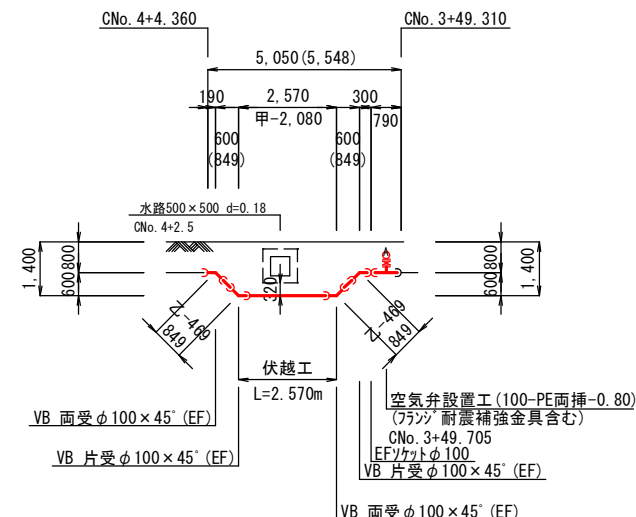 CNo. 4+4.360
CNo. 3+49.310
5,050(5,548)
190
2,570
300
甲-2,080
790
600
(849)
600
(849)
水路500×500 d=0.18
CNo. 4+2.5
1,400
800
600
320
800
600
1,400
乙-469
849
乙-469
849
伏越工
L=2.570m
空気弁設置工(100-PE両挿-0.80)
(フランジ耐震補強金具含む)
CNo. 3+49.705
EFソケットφ100
VB 両受φ100×45°(EF)
VB 片受φ100×45°(EF)
VB 片受φ100×45°(EF)
VB 両受φ100×45°(EF)